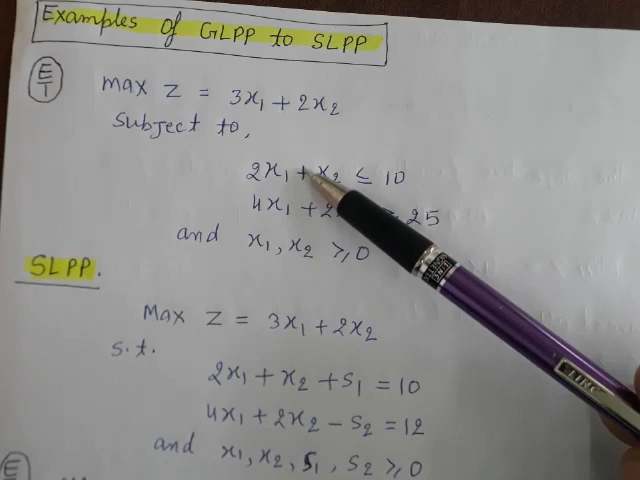 Examples of GLPP to SLPP
E/1
max Z = 3x₁ + 2x₂
Subject to,
2x₁ + x₂ ≤ 10
4x₁ + 2 25
and x₁, x₂ ≥, 0
SLPP.
Max Z = 3x₁ + 2x₂
s.t.
2x₁ + x₂ + s₁ = 10
4x₁ + 2x₂ - s₂ = 12
and x₁, x₂, s₁, s₂ ≥, 0
E
LINC